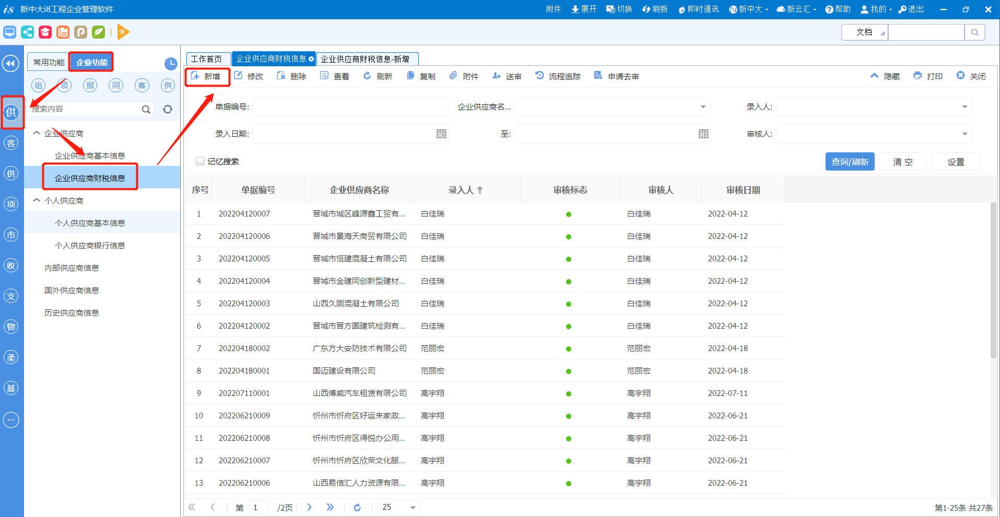 i8 新中大i8工程企业管理软件 附件 展开 切换 刷新 即时通讯 新中大 新云汇 帮助 我的 退出
快 文档
常用功能 企业功能
组 项 报 同 客 供
搜索内容
供
客
供
项
市
收
支
物
柔
基
企业供应商
企业供应商基本信息
企业供应商财税信息
个人供应商
个人供应商基本信息
个人供应商银行信息
内部供应商信息
国外供应商信息
历史供应商信息
工作首页 企业供应商财税信息 企业供应商财税信息-新增
新增 修改 删除 查看 刷新 复制 附件 送审 流程追踪 申请去审 隐藏 打印 关闭
单据编号: 企业供应商名... 录入人:
录入日期: 至: 审核人:
记忆搜索 查询/刷新 清 空 设置
序号 单据编号 企业供应商名称 录入人 审核标志 审核人 审核日期
1 202204120007 晋城市城区峰源鑫工贸有... 白佳瑞 白佳瑞 2022-04-12
2 202204120006 晋城市景海天商贸有限公司 白佳瑞 白佳瑞 2022-04-12
3 202204120005 晋城市恒建混凝土有限公司 白佳瑞 白佳瑞 2022-04-12
4 202204120004 晋城市金建同创新型建材... 白佳瑞 白佳瑞 2022-04-12
5 202204120003 山西久固混凝土有限公司 白佳瑞 白佳瑞 2022-04-12
6 202204120002 晋城市晋方圆建筑检测有... 白佳瑞 白佳瑞 2022-04-12
7 202204180002 广东方大安防技术有限公司 范丽宏 范丽宏 2022-04-18
8 202204180001 国迈建设有限公司 范丽宏 范丽宏 2022-04-18
9 202207110001 山西博威汽车租赁有限公司 高宇翔 高宇翔 2022-07-11
10 202206210009 忻州市忻府区好运来家政... 高宇翔 高宇翔 2022-06-21
11 202206210008 忻州市忻府区得悦办公用... 高宇翔 高宇翔 2022-06-21
12 202206210007 忻州市忻府区欣荣文化服... 高宇翔 高宇翔 2022-06-21
13 202206210006 山西易信汇人力资源有限... 高宇翔 高宇翔 2022-06-21
第 1 /2页 25 第1-25条 共27条